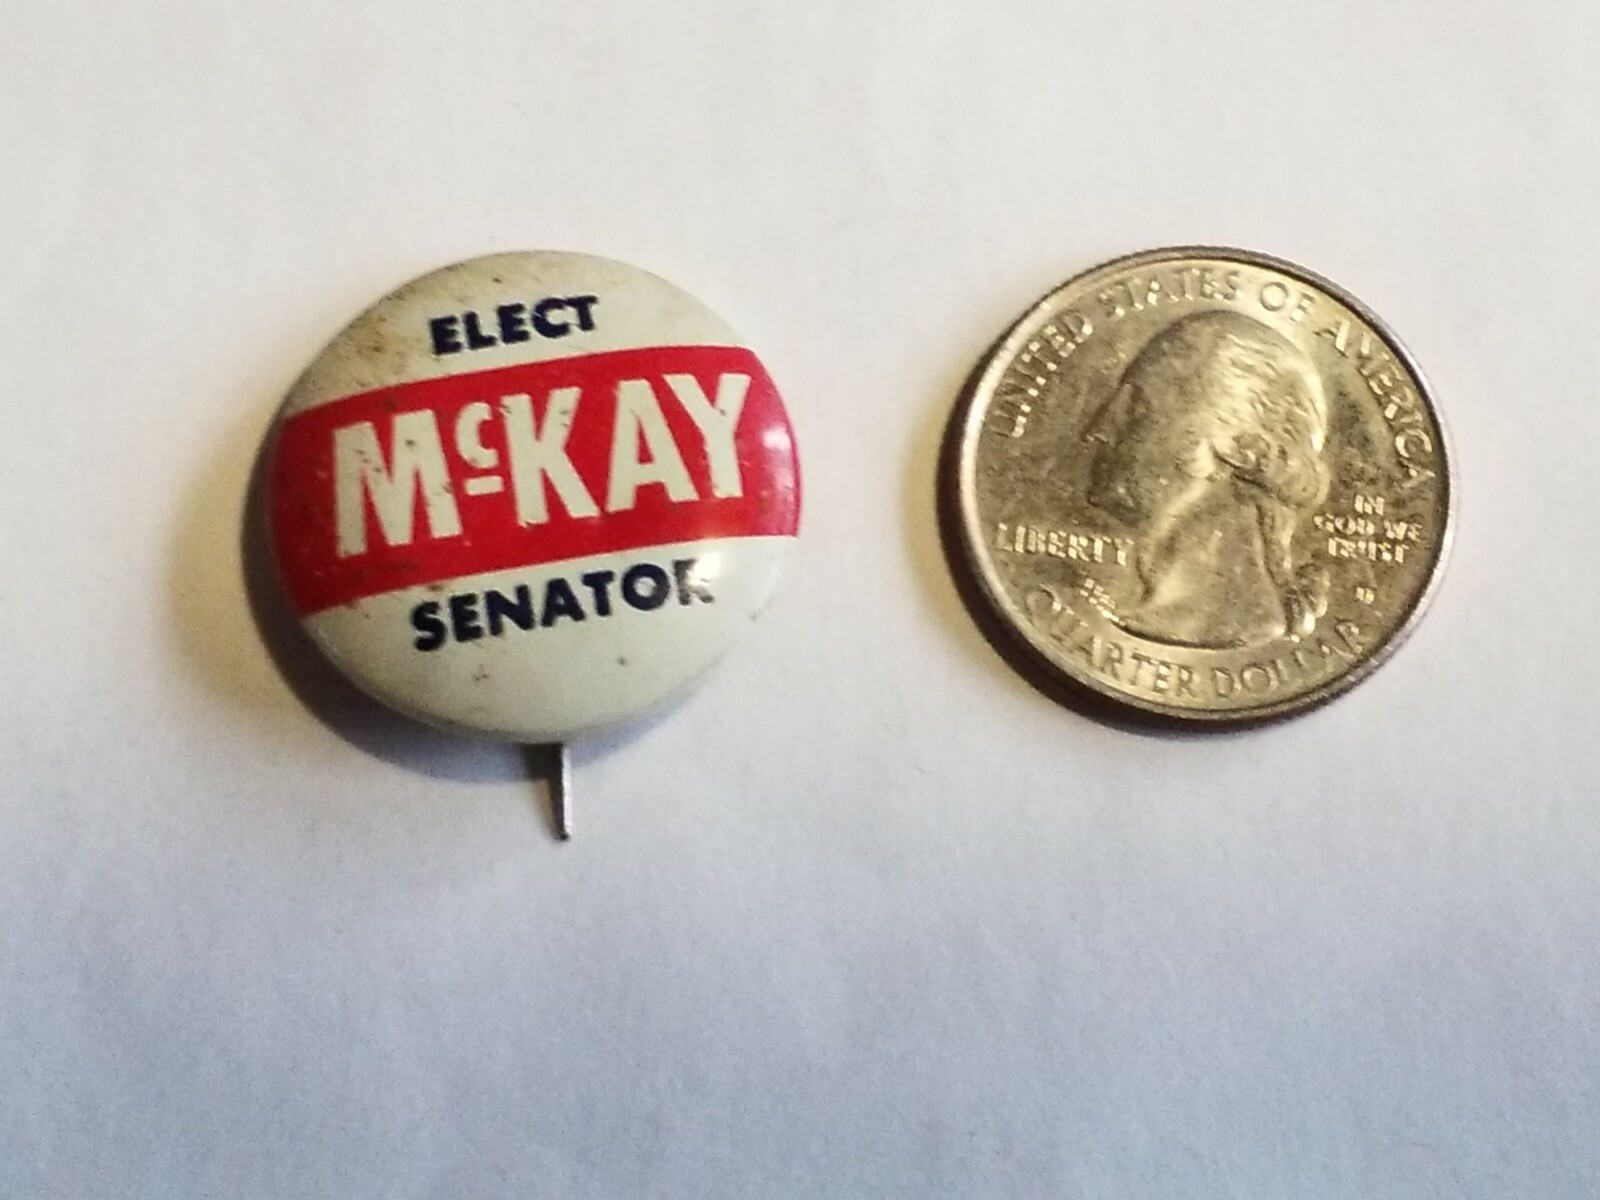 ELECT
McKAY
SENATOR
UNITED STATES OF AMERICA
LIBERTY
IN
GOD WE
TRUST
QUARTER DOLLAR